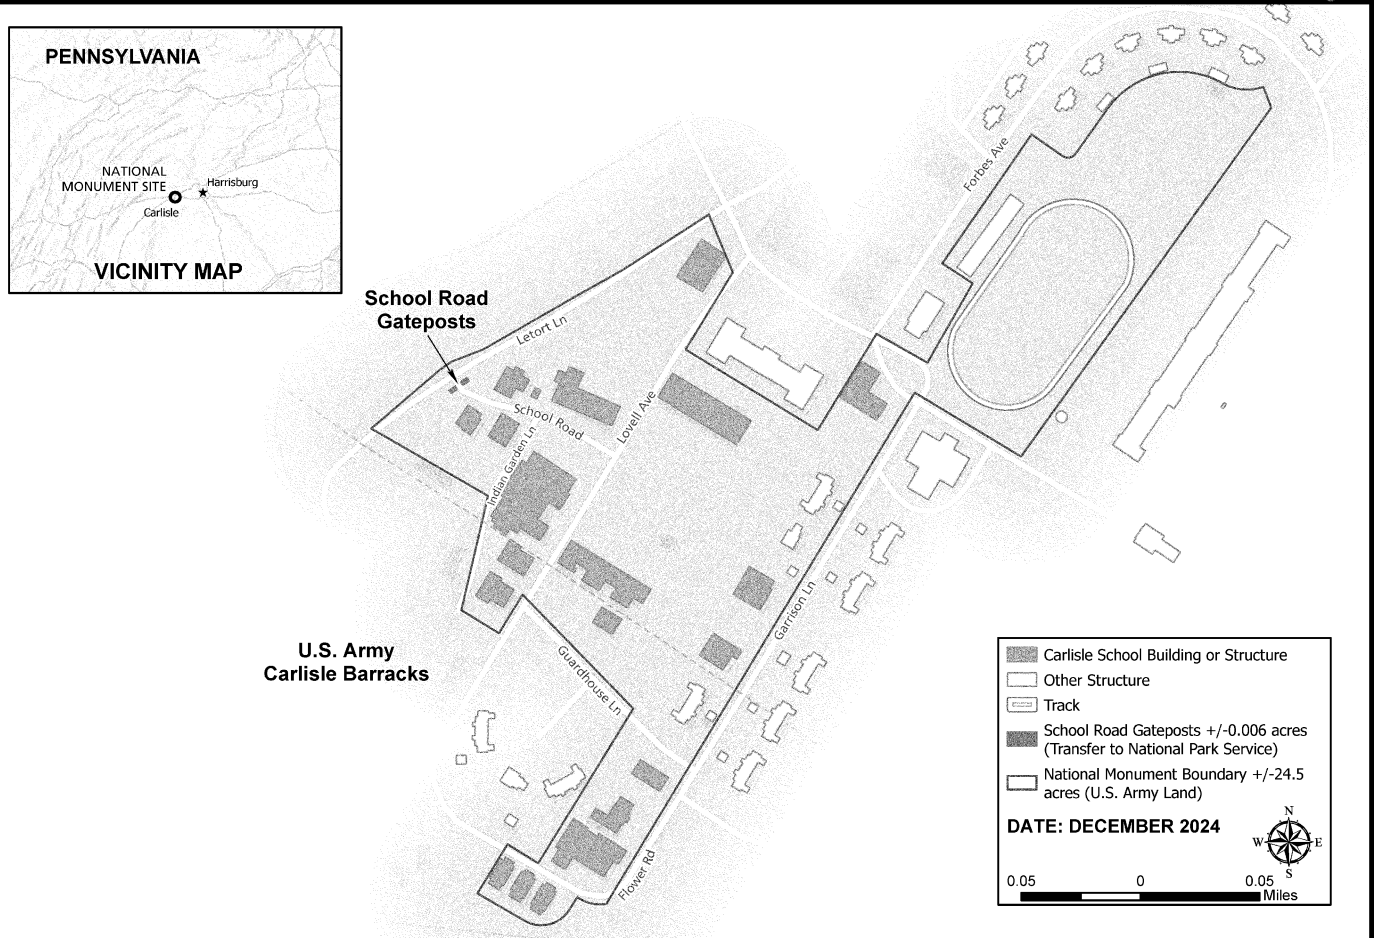 PENNSYLVANIA
NATIONAL
MONUMENT SITE
Harrisburg
Carlisle
VICINITY MAP
School Road
Gateposts
Letort Ln
Forbes Ave
School Road
Lovell Ave
Indian Garden Ln
Garrison Ln
U.S. Army
Carlisle Barracks
Guardhouse Ln
Flower Rd
Carlisle School Building or Structure
Other Structure
Track
School Road Gateposts +/-0.006 acres
(Transfer to National Park Service)
National Monument Boundary +/-24.5
acres (U.S. Army Land)
DATE: DECEMBER 2024
N
W E
S
0.05 0 0.05
Miles